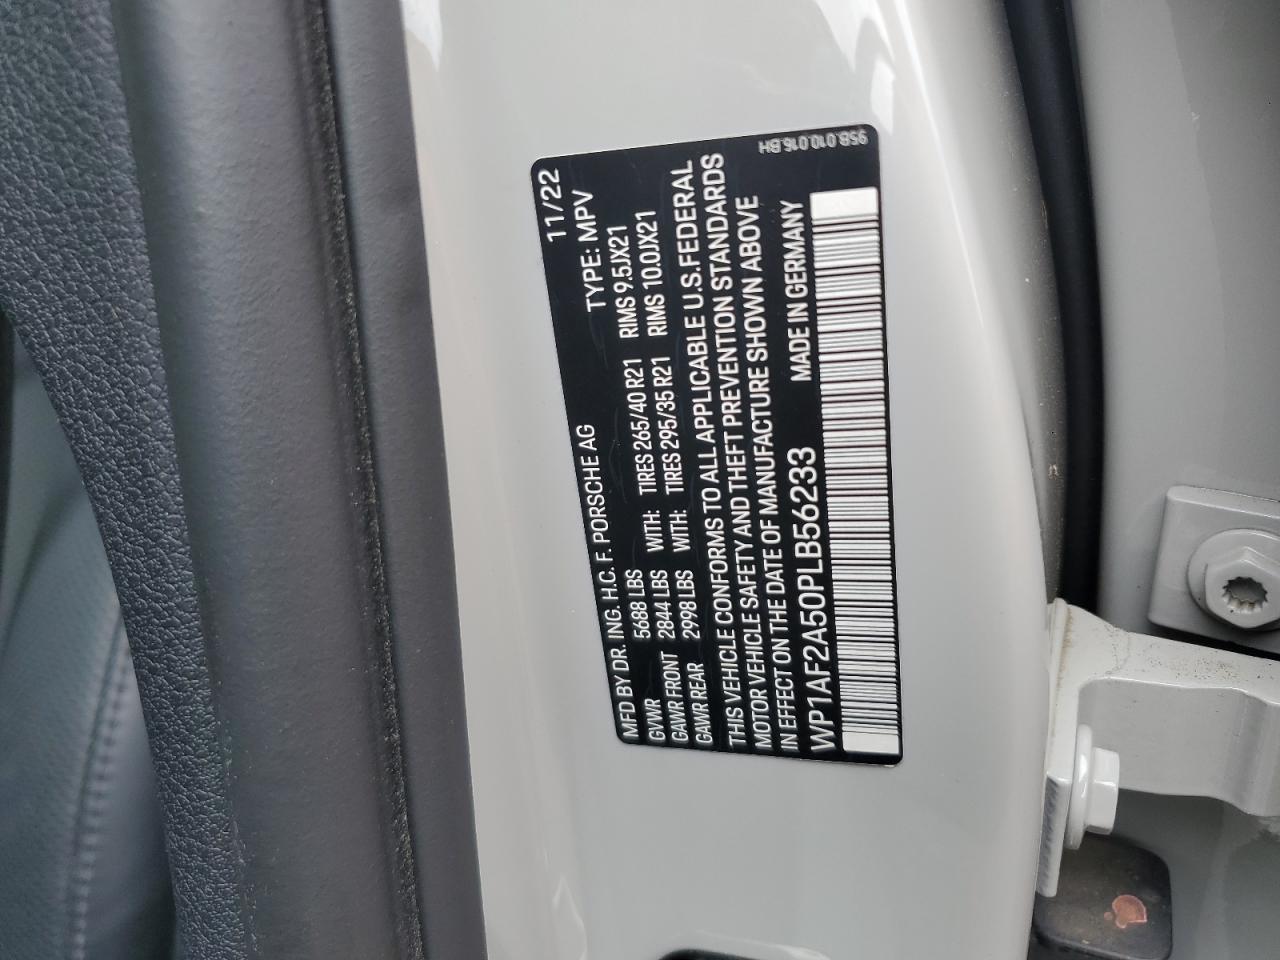 11/22
MFD BY DR. ING. H.C. F. PORSCHE AG TYPE: MPV
GVWR 5688 LBS
GAWR FRONT 2844 LBS WITH: TIRES 265/40 R21 RIMS 9.5JX21
GAWR REAR 2998 LBS WITH: TIRES 295/35 R21 RIMS 10.0JX21
THIS VEHICLE CONFORMS TO ALL APPLICABLE U.S.FEDERAL
MOTOR VEHICLE SAFETY AND THEFT PREVENTION STANDARDS
IN EFFECT ON THE DATE OF MANUFACTURE SHOWN ABOVE
WP1AF2A50PLB56233 MADE IN GERMANY
95B.010.016.BH